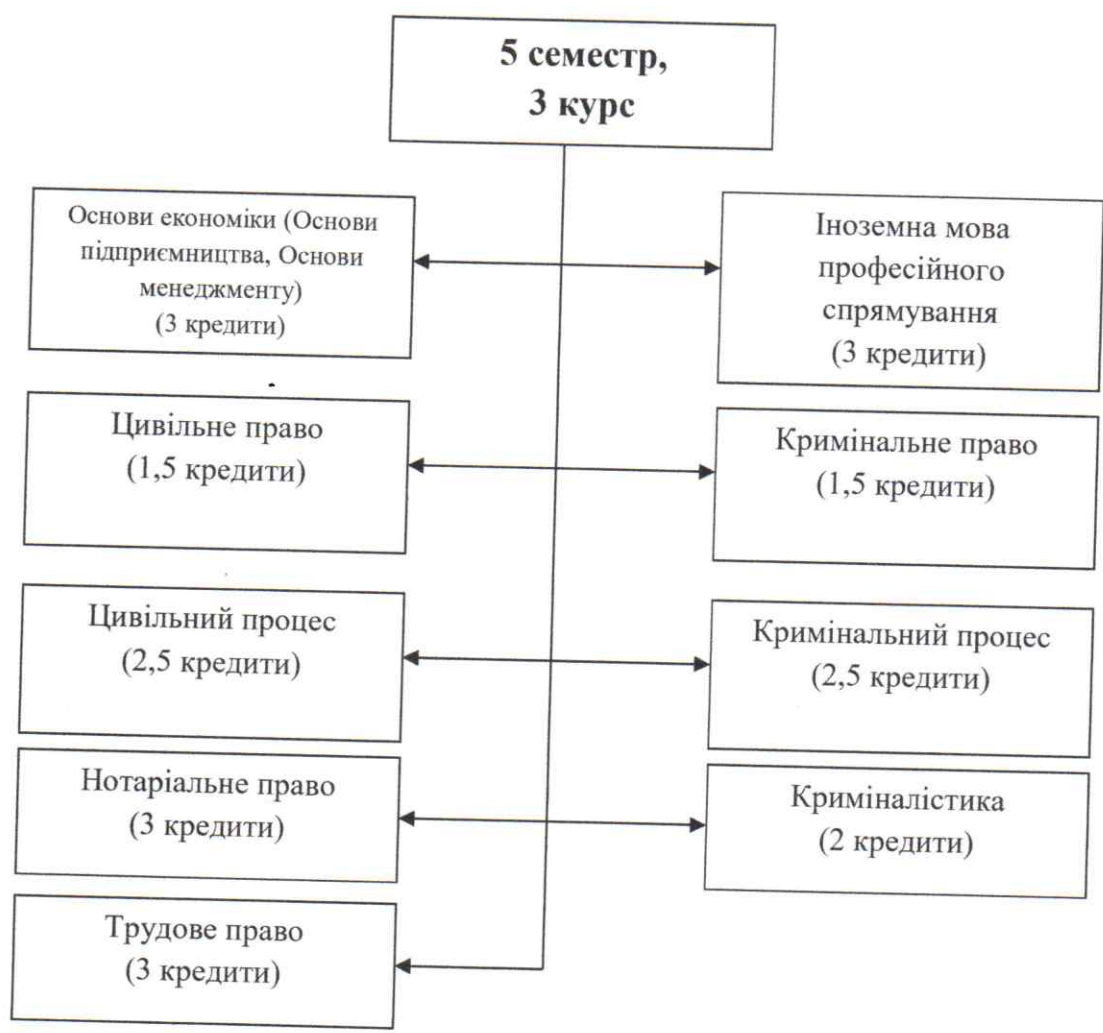 5 семестр,
3 курс
Основи економіки (Основи
підприємництва, Основи
менеджменту)
(3 кредити)
Іноземна мова
професійного
спрямування
(3 кредити)
Цивільне право
(1,5 кредити)
Кримінальне право
(1,5 кредити)
Цивільний процес
(2,5 кредити)
Кримінальний процес
(2,5 кредити)
Нотаріальне право
(3 кредити)
Криміналістика
(2 кредити)
Трудове право
(3 кредити)